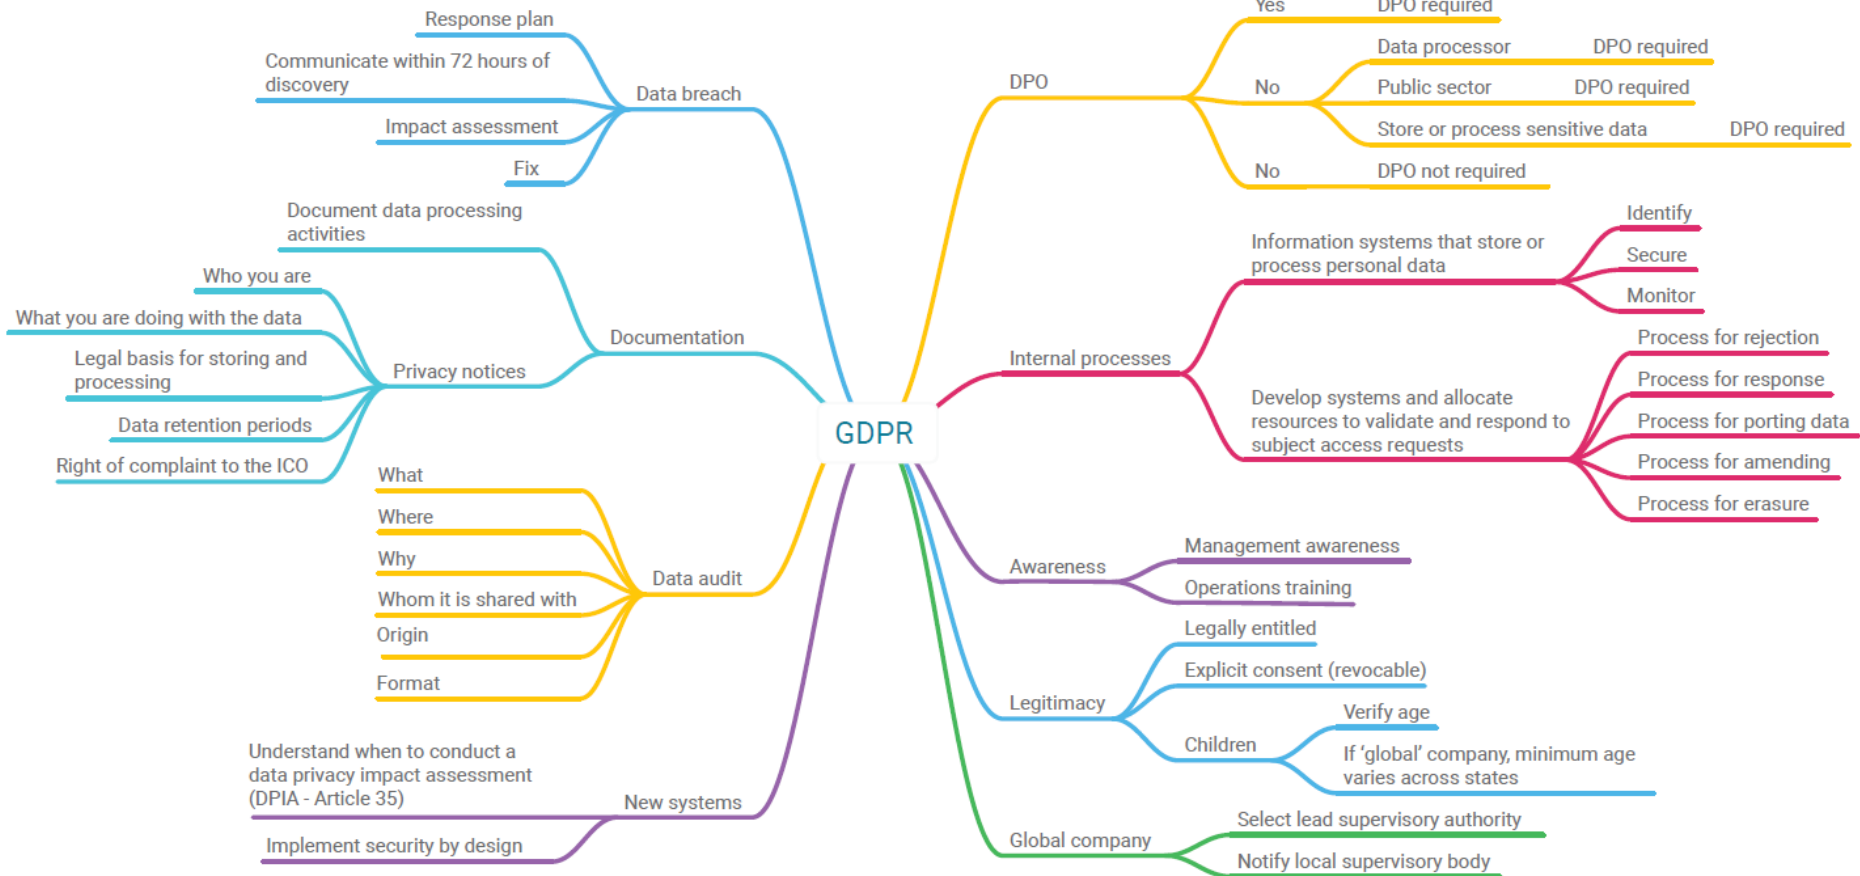 Response plan
Communicate within 72 hours of
discovery
Data breach
Impact assessment
Fix
Document data processing
activities
Who you are
What you are doing with the data
Documentation
Legal basis for storing and
processing
Privacy notices
Data retention periods
Right of complaint to the ICO
What
Where
Why
Data audit
Whom it is shared with
Origin
Format
Understand when to conduct a
data privacy impact assessment
(DPIA - Article 35)
New systems
Implement security by design
GDPR
Yes
DPO required
DPO
Data processor
DPO required
No
Public sector
DPO required
Store or process sensitive data
DPO required
No
DPO not required
Internal processes
Information systems that store or
process personal data
Identify
Secure
Monitor
Develop systems and allocate
resources to validate and respond to
subject access requests
Process for rejection
Process for response
Process for porting data
Process for amending
Process for erasure
Awareness
Management awareness
Operations training
Legitimacy
Legally entitled
Explicit consent (revocable)
Children
Verify age
If ‘global’ company, minimum age
varies across states
Global company
Select lead supervisory authority
Notify local supervisory body